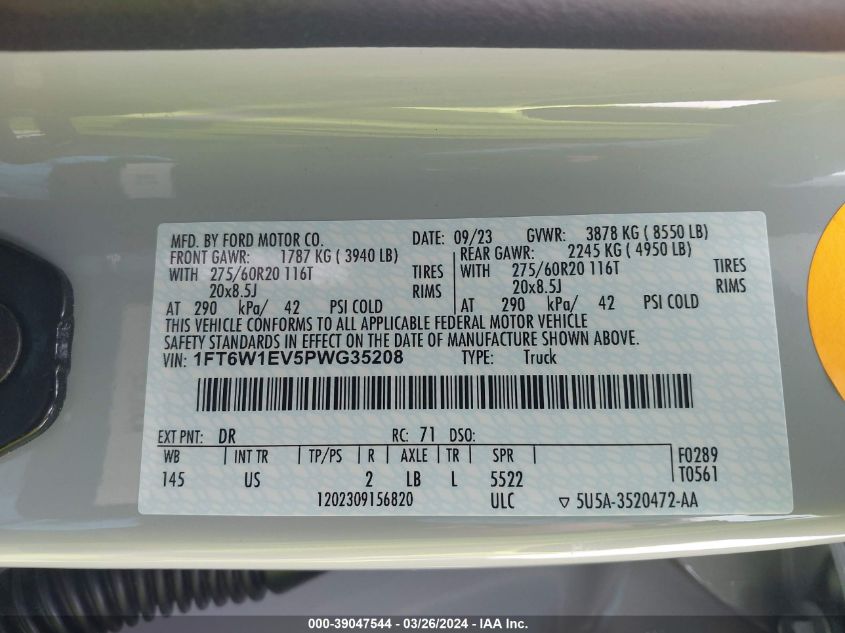 MFD. BY FORD MOTOR CO. DATE: 09/23 GVWR: 3878 KG ( 8550 LB)
FRONT GAWR: 1787 KG ( 3940 LB) REAR GAWR: 2245 KG ( 4950 LB)
WITH 275/60R20 116T TIRES WITH 275/60R20 116T TIRES
20x8.5J RIMS 20x8.5J RIMS
AT 290 kPa/ 42 PSI COLD AT 290 kPa/ 42 PSI COLD
THIS VEHICLE CONFORMS TO ALL APPLICABLE FEDERAL MOTOR VEHICLE
SAFETY STANDARDS IN EFFECT ON THE DATE OF MANUFACTURE SHOWN ABOVE.
VIN: 1FT6W1EV5PWG35208 TYPE: Truck
EXT PNT: DR RC: 71 DSO:
WB INT TR TP/PS R AXLE TR SPR F0289
145 US 2 LB L 5522 T0561
1202309156820 ULC ▽ 5U5A-3520472-AA
000-39047544 - 03/26/2024 - IAA Inc.